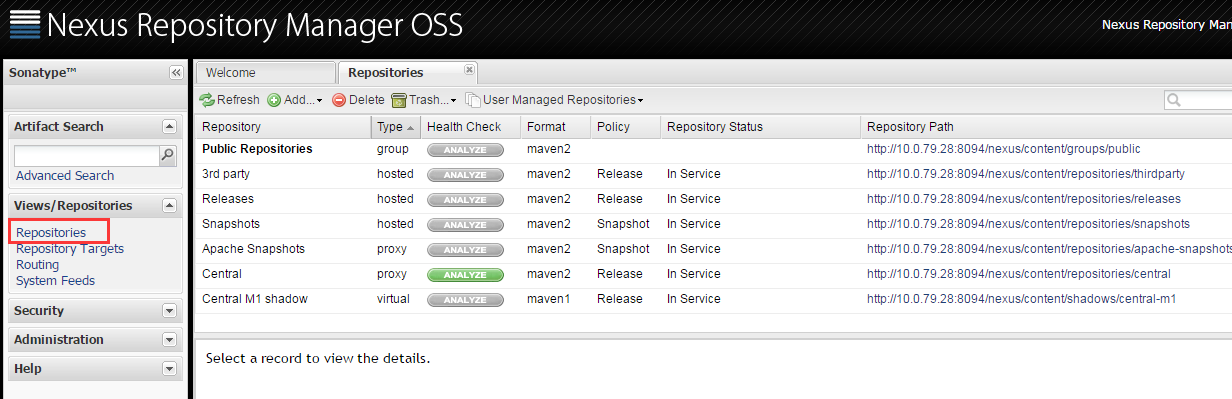 Nexus Repository Manager OSS
Nexus Repository Man
Sonatype™
Welcome
Repositories
Refresh Add... Delete Trash... User Managed Repositories
Artifact Search
Advanced Search
Views/Repositories
Repositories
Repository Targets
Routing
System Feeds
Security
Administration
Help
Repository Type Health Check Format Policy Repository Status Repository Path
Public Repositories group ANALYZE maven2 http://10.0.79.28:8094/nexus/content/groups/public
3rd party hosted ANALYZE maven2 Release In Service http://10.0.79.28:8094/nexus/content/repositories/thirdparty
Releases hosted ANALYZE maven2 Release In Service http://10.0.79.28:8094/nexus/content/repositories/releases
Snapshots hosted ANALYZE maven2 Snapshot In Service http://10.0.79.28:8094/nexus/content/repositories/snapshots
Apache Snapshots proxy ANALYZE maven2 Snapshot In Service http://10.0.79.28:8094/nexus/content/repositories/apache-snapshots
Central proxy ANALYZE maven2 Release In Service http://10.0.79.28:8094/nexus/content/repositories/central
Central M1 shadow virtual ANALYZE maven1 Release In Service http://10.0.79.28:8094/nexus/content/shadows/central-m1
Select a record to view the details.